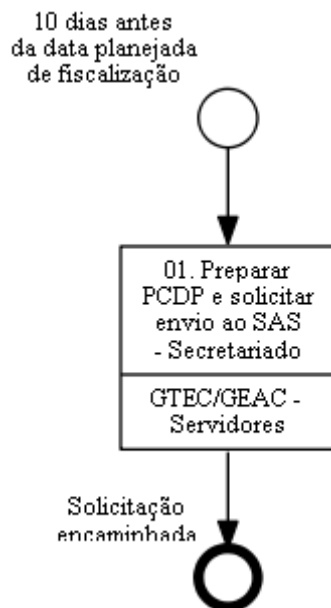 10 dias antes
da data planejada
de fiscalização
01. Preparar
PCDP e solicitar
envio ao SAS
- Secretariado
GTEC/GEAC -
Servidores
Solicitação
encaminhada